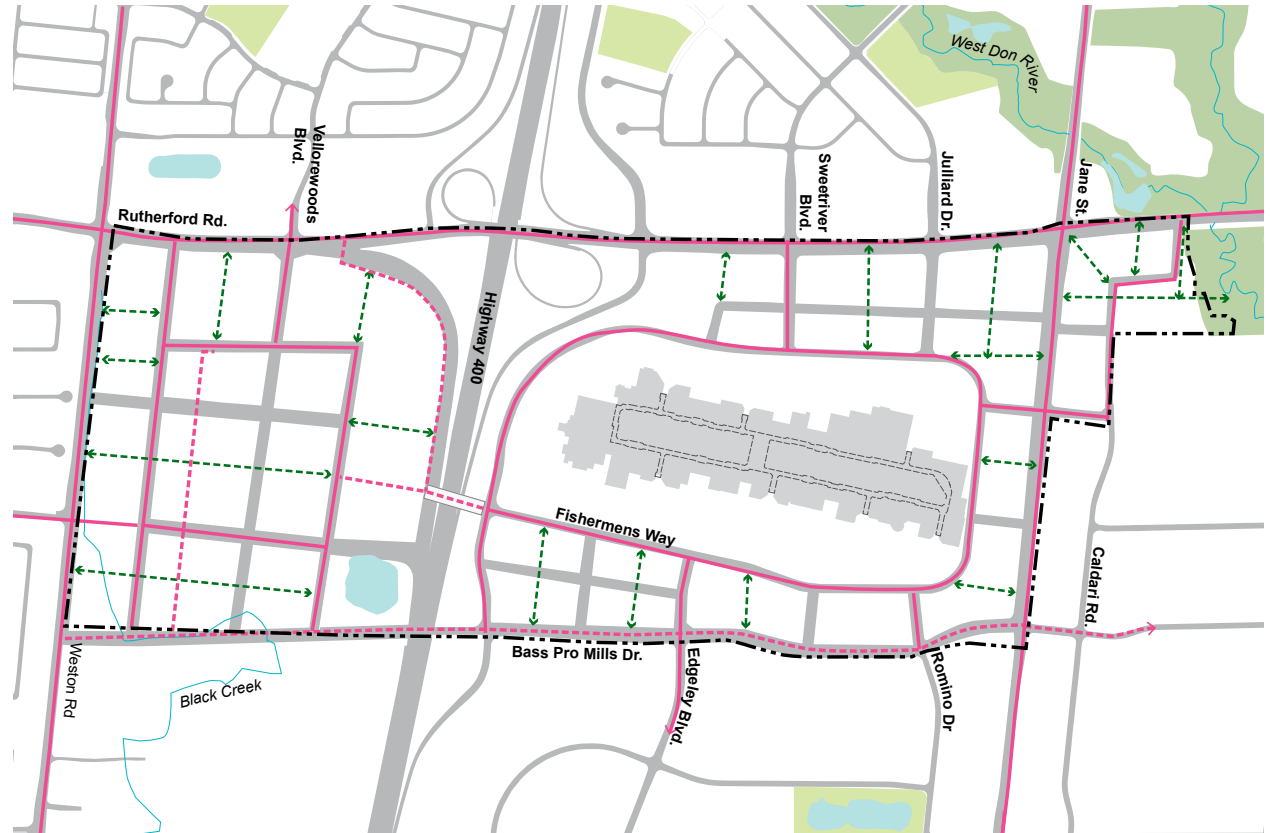 West Don River
Vellorewoods
Blvd.
Sweetriver
Blvd.
Julliard Dr.
Jane St.
Rutherford Rd.
Highway 400
Fishermens Way
Caldari Rd.
Bass Pro Mills Dr.
Weston Rd
Black Creek
Edgeley Blvd.
Romino Dr